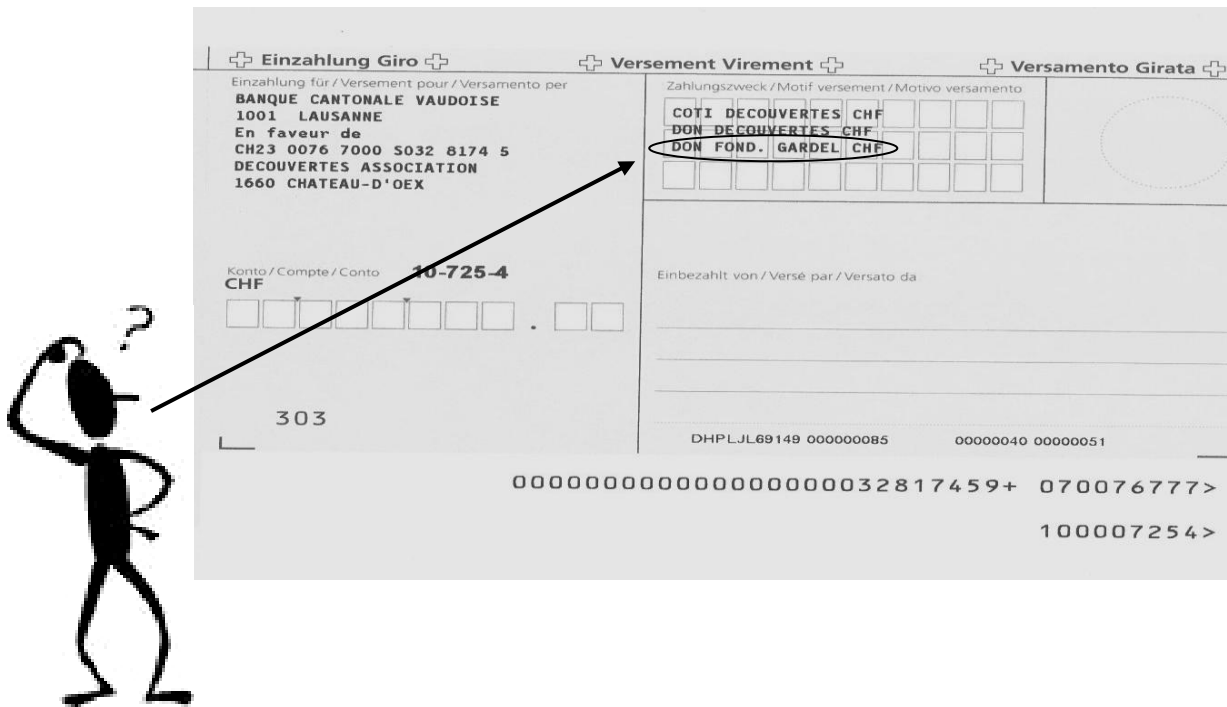 Einzahlung Giro
Versement Virement
Versamento Girata
Einzahlung für / Versement pour / Versamento per
BANQUE CANTONALE VAUDOISE
1001 LAUSANNE
En faveur de
CH23 0076 7000 S032 8174 5
DECOUVERTES ASSOCIATION
1660 CHATEAU-D'OEX
Zahlungszweck / Motif versement / Motivo versamento
COTI DECOUVERTES CHF
DON DECOUVERTES CHF
DON FOND. GARDEL CHF
Konto / Compte / Conto 10-725-4
CHF
.
Einbezahlt von / Versé par / Versato da
?
303
DHPLJL69149 000000085 00000040 00000051
000000000000000000032817459+ 070076777>
100007254>